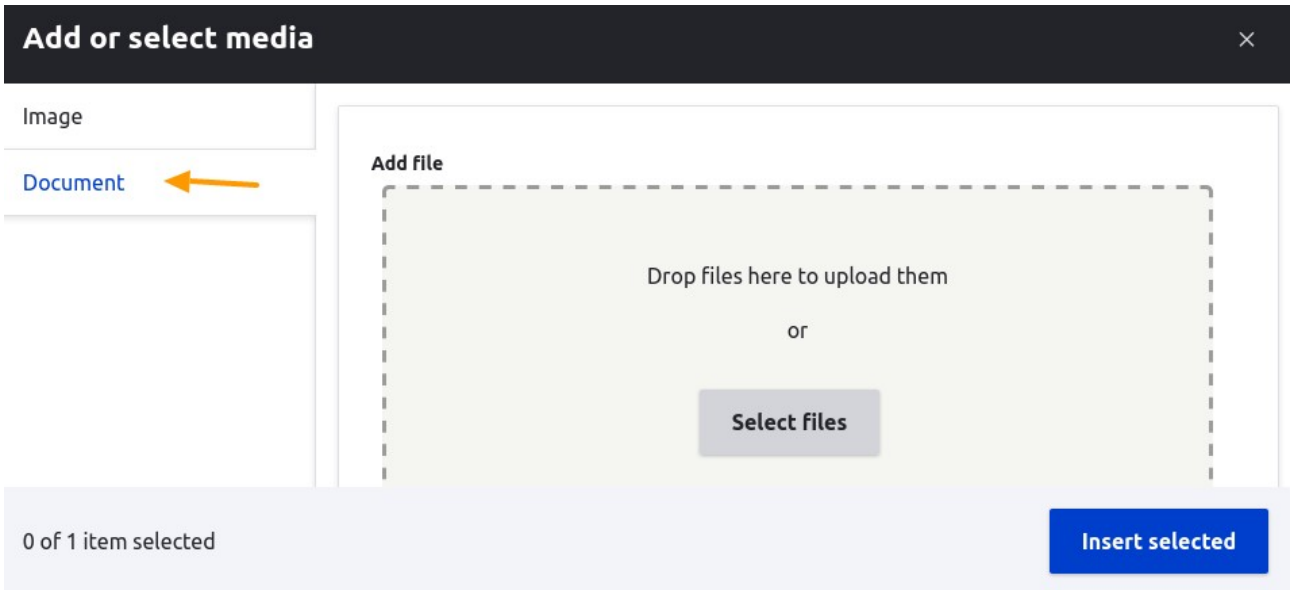 Add or select media
Image
Document
Add file
Drop files here to upload them
or
Select files
0 of 1 item selected
Insert selected